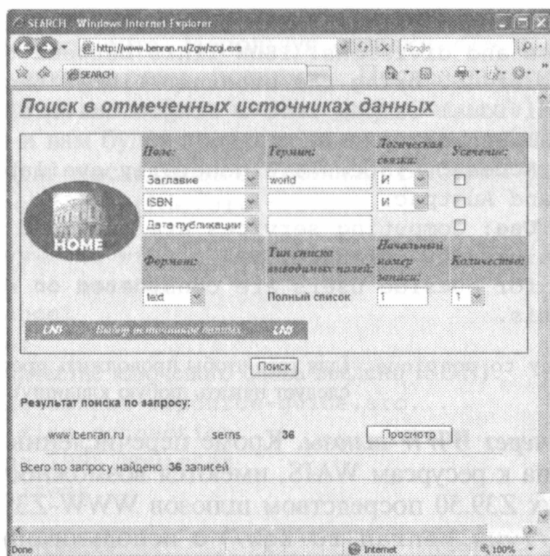 SEARCH - Windows Internet Explorer
http://www.benran.ru/Zgw/zcgi.exe
SEARCH
Поиск в отмеченных источниках данных
Поле: Термин: Логическая связка: Усечение:
Заглавие world И
ISBN И
Дата публикации
HOME
Формат: Тип списка выводимых полей: Начальный номер записи: Количество:
text Полный список 1 1
Выбор источников данных
Поиск
Результат поиска по запросу:
www.benran.ru serns 36 Просмотр
Всего по запросу найдено 36 записей
Done Internet 100%